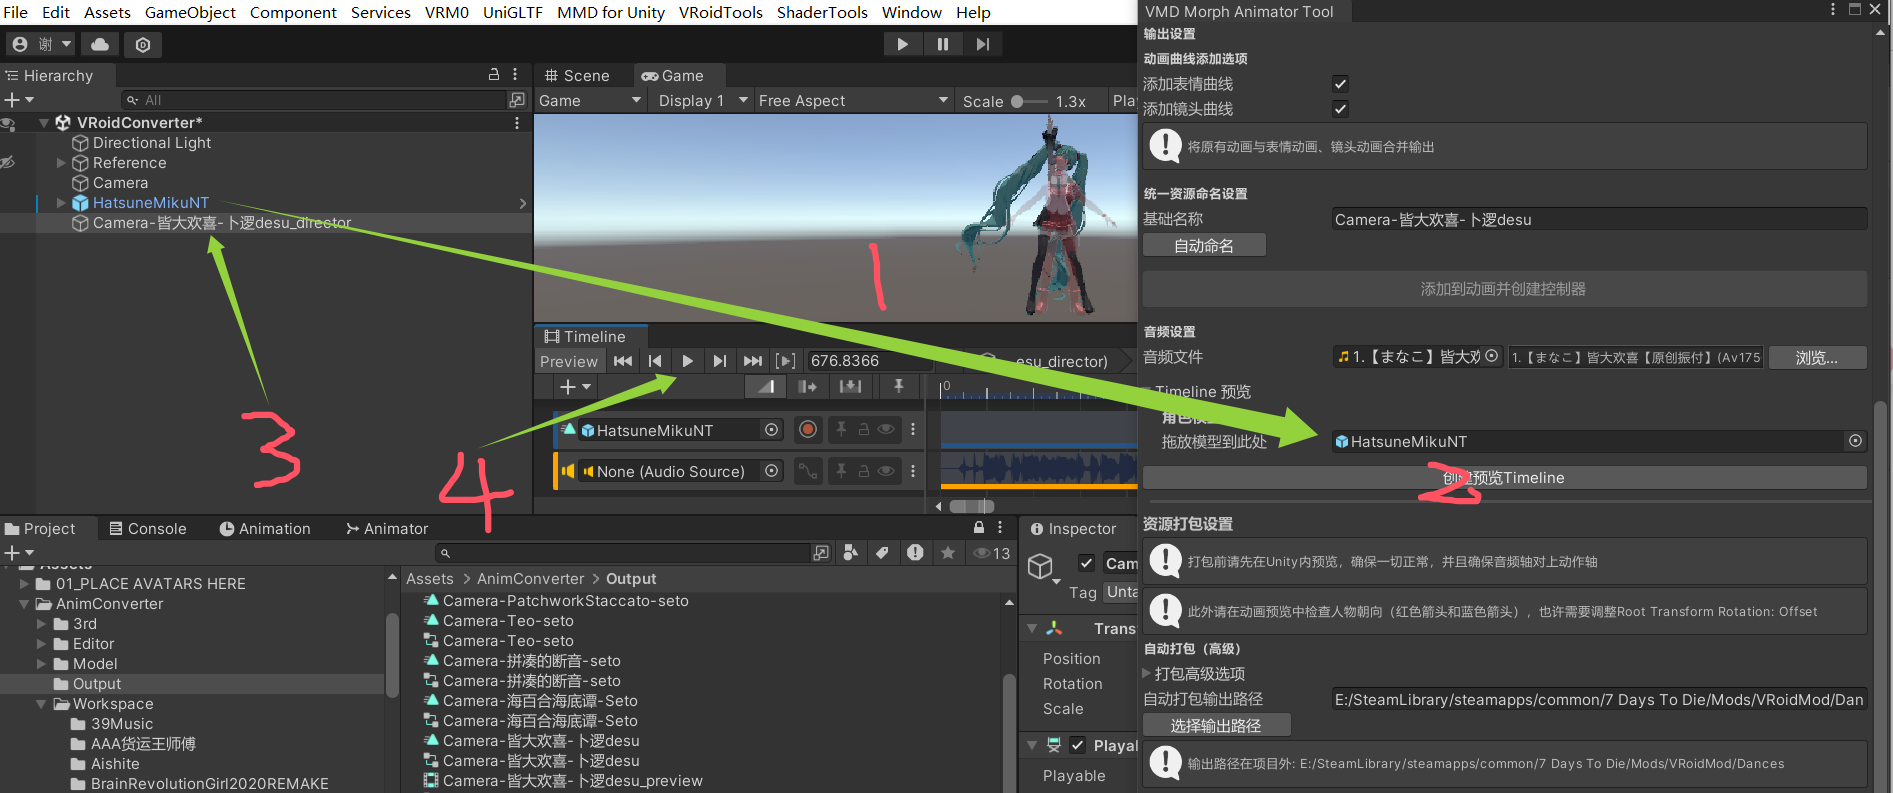 File Edit Assets GameObject Component Services VRM0 UniGLTF MMD for Unity VRoidTools ShaderTools Window Help
谢
Hierarchy
All
VRoidConverter*
Directional Light
Reference
Camera
HatsuneMikuNT
Camera-皆大欢喜-卜逻desu_director
3
Scene Game
Game Display 1 Free Aspect Scale 1.3x Pla
1
Timeline
Preview 676.8366 esu_director)
0
HatsuneMikuNT
None (Audio Source)
4
Project Console Animation Animator
13
Assets
01_PLACE AVATARS HERE
AnimConverter
3rd
Editor
Model
Output
Workspace
39Music
AAA货运王师傅
Aishite
BrainRevolutionGirl2020REMAKE
Assets > AnimConverter > Output
Camera-PatchworkStaccato-seto
Camera-Teo-seto
Camera-Teo-seto
Camera-拼凑的断音-seto
Camera-拼凑的断音-seto
Camera-海百合海底谭-Seto
Camera-海百合海底谭-Seto
Camera-皆大欢喜-卜逻desu
Camera-皆大欢喜-卜逻desu
Camera-皆大欢喜-卜逻desu_preview
Inspector
Cam
Tag Unta
Trans
Position
Rotation
Scale
Playa
Playable
VMD Morph Animator Tool
输出设置
动画曲线添加选项
添加表情曲线
添加镜头曲线
将原有动画与表情动画、镜头动画合并输出
统一资源命名设置
基础名称 Camera-皆大欢喜-卜逻desu
自动命名
添加到动画并创建控制器
音频设置
音频文件 1.【まなこ】皆大欢 1.【まなこ】皆大欢喜【原创振付】(Av175 浏览...
Timeline 预览
角色模
拖放模型到此处 HatsuneMikuNT
创建预览Timeline
2
资源打包设置
打包前请先在Unity内预览，确保一切正常，并且确保音频轴对上动作轴
此外请在动画预览中检查人物朝向（红色箭头和蓝色箭头），也许需要调整Root Transform Rotation: Offset
自动打包（高级）
打包高级选项
自动打包输出路径 E:/SteamLibrary/steamapps/common/7 Days To Die/Mods/VRoidMod/Dan
选择输出路径
输出路径在项目外: E:/SteamLibrary/steamapps/common/7 Days To Die/Mods/VRoidMod/Dances